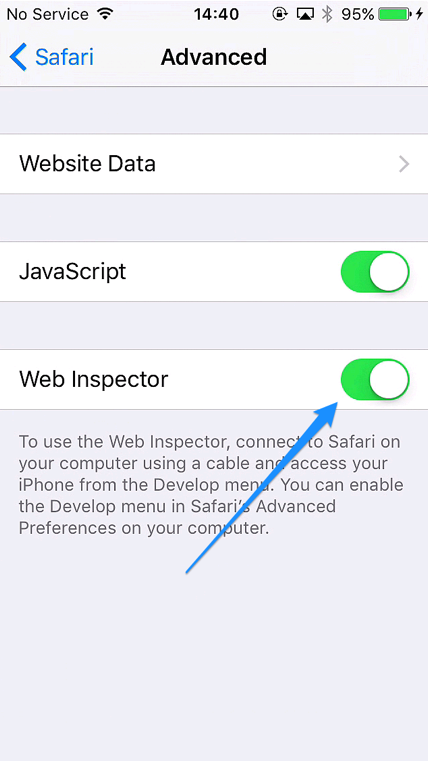 No Service 14:40 95%
Safari Advanced
Website Data
JavaScript
Web Inspector
To use the Web Inspector, connect to Safari on
your computer using a cable and access your
iPhone from the Develop menu. You can enable
the Develop menu in Safari's Advanced
Preferences on your computer.